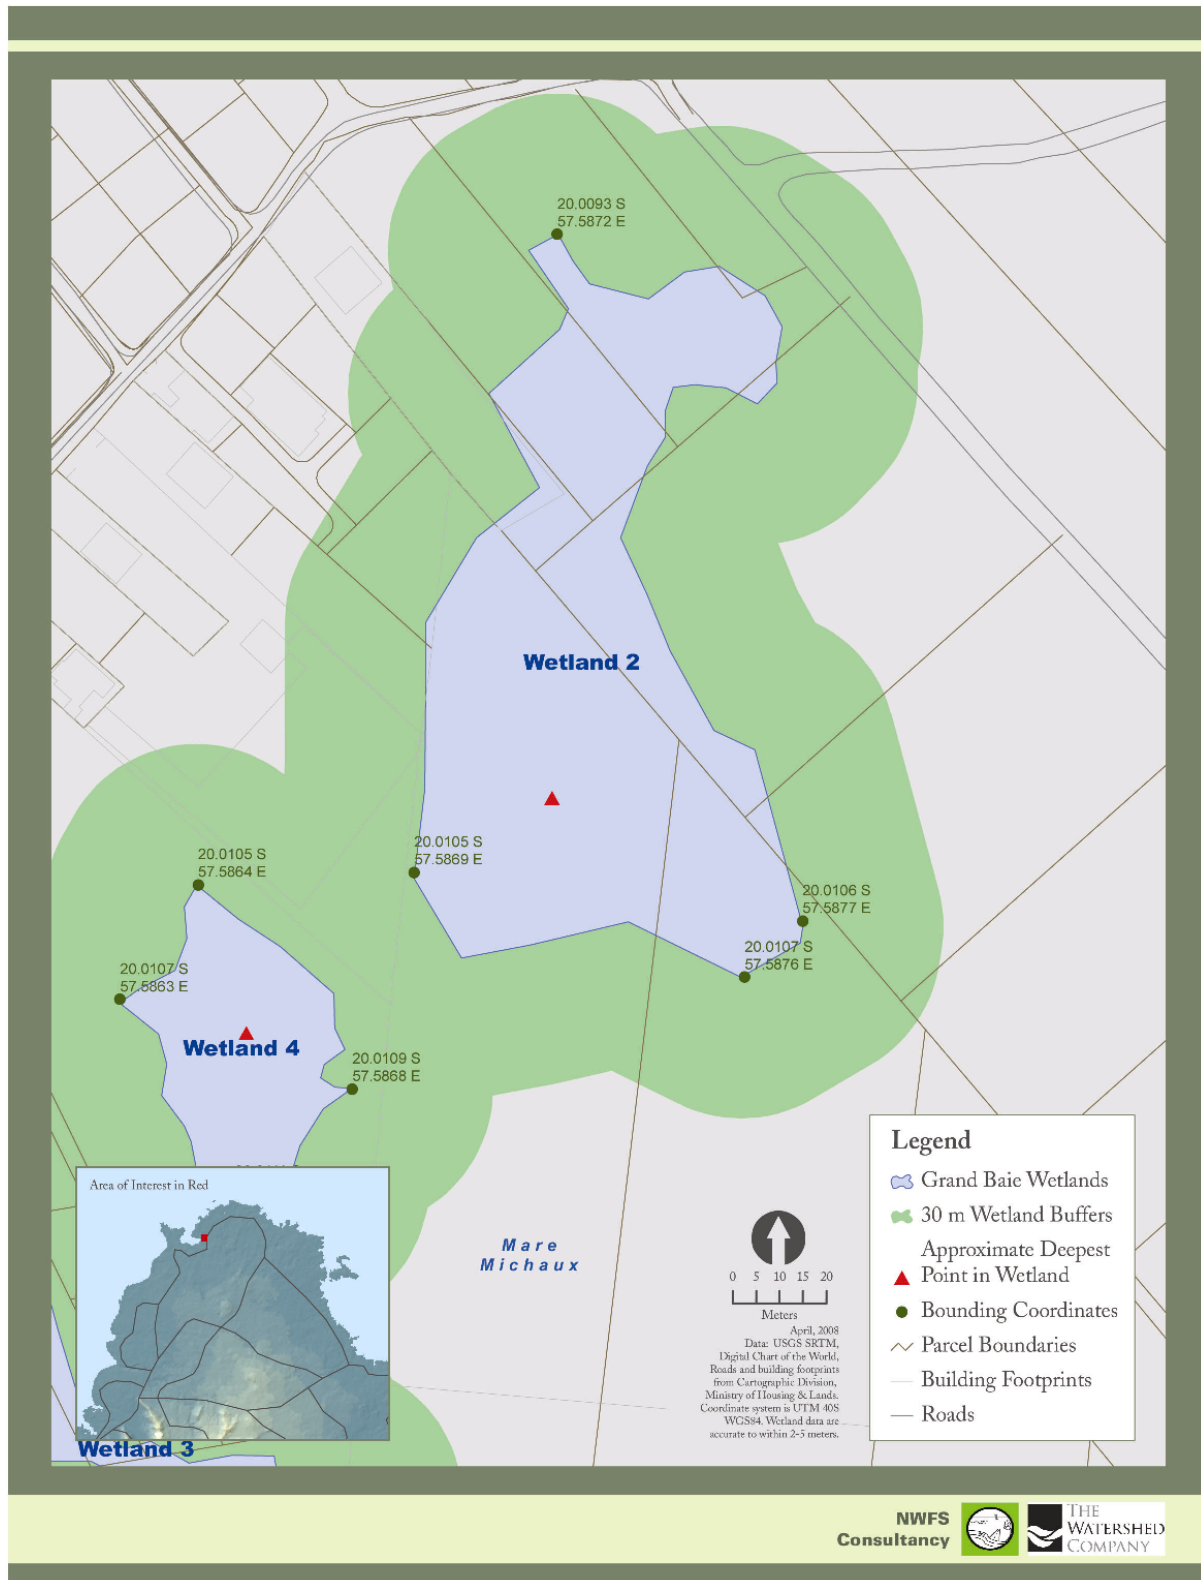 20.0093 S
57.5872 E
Wetland 2
20.0105 S
57.5869 E
20.0105 S
57.5864 E
20.0106 S
57.5877 E
20.0107 S
57.5876 E
20.0107 S
57.5863 E
Wetland 4
20.0109 S
57.5868 E
Area of Interest in Red
Mare
Michaux
Wetland 3
0 5 10 15 20
Meters
April, 2008
Data: USGS SRTM,
Digital Chart of the World,
Roads and building footprints
from Cartographic Division,
Ministry of Housing & Lands.
Coordinate system is UTM 40S
WGS84. Wetland data are
accurate to within 2-5 meters.
Legend
Grand Baie Wetlands
30 m Wetland Buffers
Approximate Deepest
Point in Wetland
Bounding Coordinates
Parcel Boundaries
Building Footprints
Roads
NWFS
Consultancy
THE
WATERSHED
COMPANY